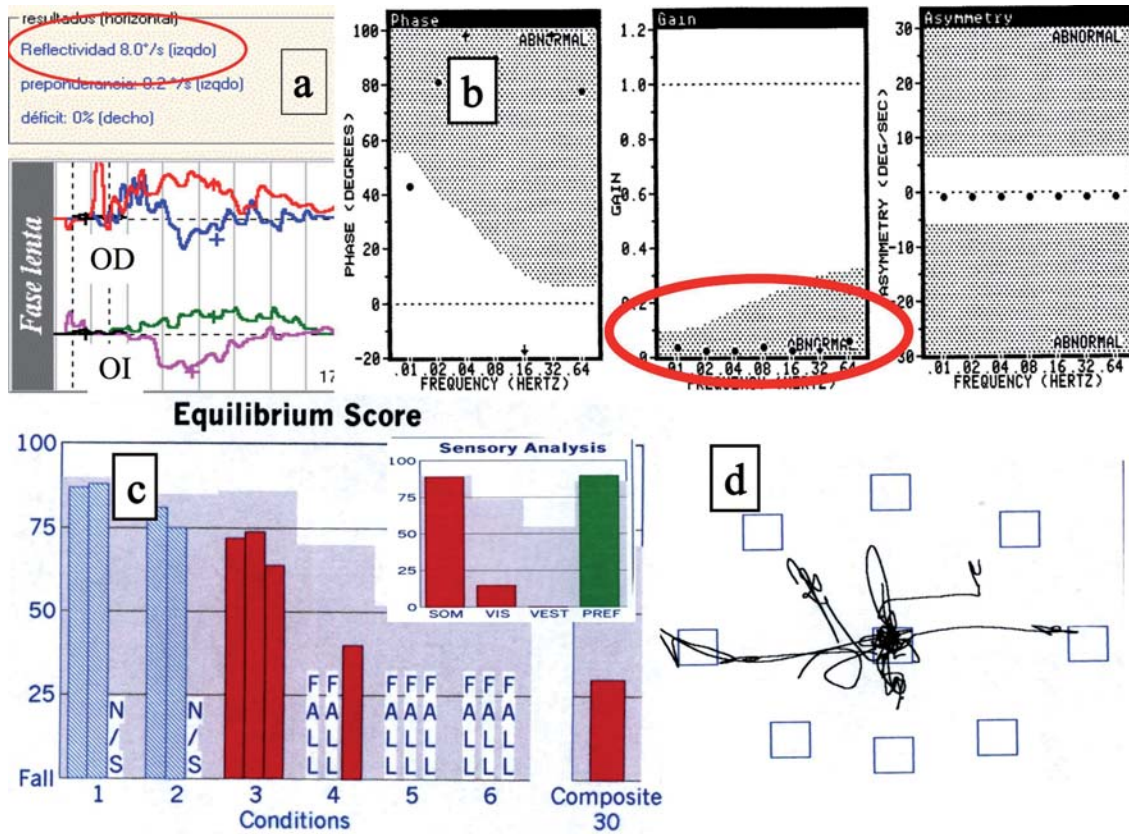 resultados (horizontal)
Reflectividad 8.0°/s (izqdo)
preponderancia: 0.2 °/s (izqdo)
déficit: 0% (decho)
a
Fase lenta
OD
OI
17
Phase
ABNORMAL
b
PHASE (DEGREES)
100
80
60
40
20
0
-20
.01 .02 .04 .08 .16 .32 .64
FREQUENCY (HERTZ)
Gain
GAIN
1.2
1.0
0.8
0.6
0.4
0.2
0
ABNORMAL
.01 .02 .04 .08 .16 .32 .64
FREQUENCY (HERTZ)
Asymmetry
ASYMMETRY (DEG/SEC)
30
20
10
0
-10
-20
30
ABNORMAL
ABNORMAL
.01 .02 .04 .08 .16 .32 .64
FREQUENCY (HERTZ)
Equilibrium Score
c
100
75
50
25
Fall
N/S
N/S
FALL
FALL
FALL
FALL
FALL
FALL
FALL
FALL
1 2 3 4 5 6
Conditions
Composite
30
Sensory Analysis
100
75
50
25
0
SOM VIS VEST PREF
d